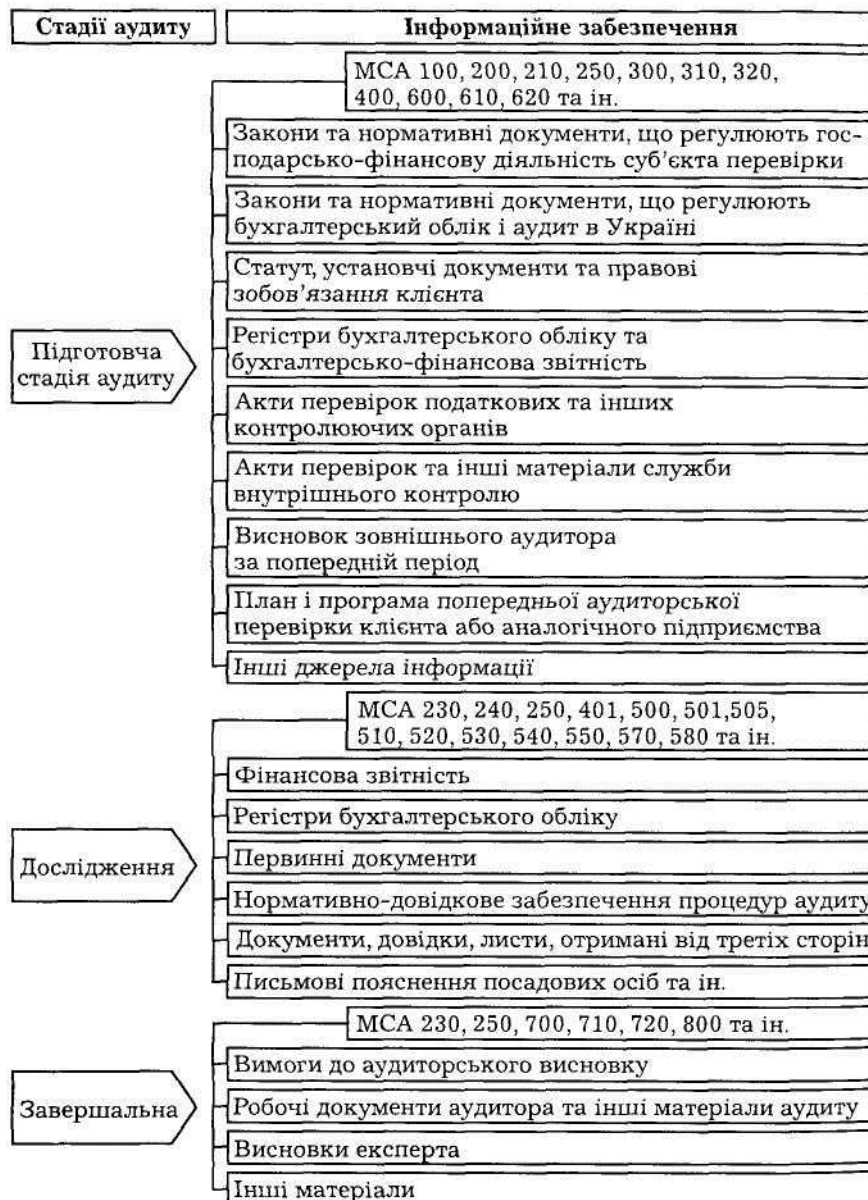 Стадії аудиту
Інформаційне забезпечення
МСА 100, 200, 210, 250, 300, 310, 320,
400, 600, 610, 620 та ін.
Закони та нормативні документи, що регулюють гос-
подарсько-фінансову діяльність суб’єкта перевірки
Закони та нормативні документи, що регулюють
бухгалтерський облік і аудит в Україні
Статут, установчі документи та правові
зобов’язання клієнта
Підготовча
стадія аудиту
Регістри бухгалтерського обліку та
бухгалтерсько-фінансова звітність
Акти перевірок податкових та інших
контролюючих органів
Акти перевірок та інші матеріали служби
внутрішнього контролю
Висновок зовнішнього аудитора
за попередній період
План і програма попередньої аудиторської
перевірки клієнта або аналогічного підприємства
Інші джерела інформації
МСА 230, 240, 250, 401, 500, 501,505,
510, 520, 530, 540, 550, 570, 580 та ін.
Дослідження
Фінансова звітність
Регістри бухгалтерського обліку
Первинні документи
Нормативно-довідкове забезпечення процедур аудиту
Документи, довідки, листи, отримані від третіх сторін
Письмові пояснення посадових осіб та ін.
МСА 230, 250, 700, 710, 720, 800 та ін.
Завершальна
Вимоги до аудиторського висновку
Робочі документи аудитора та інші матеріали аудиту
Висновки експерта
Інші матеріали